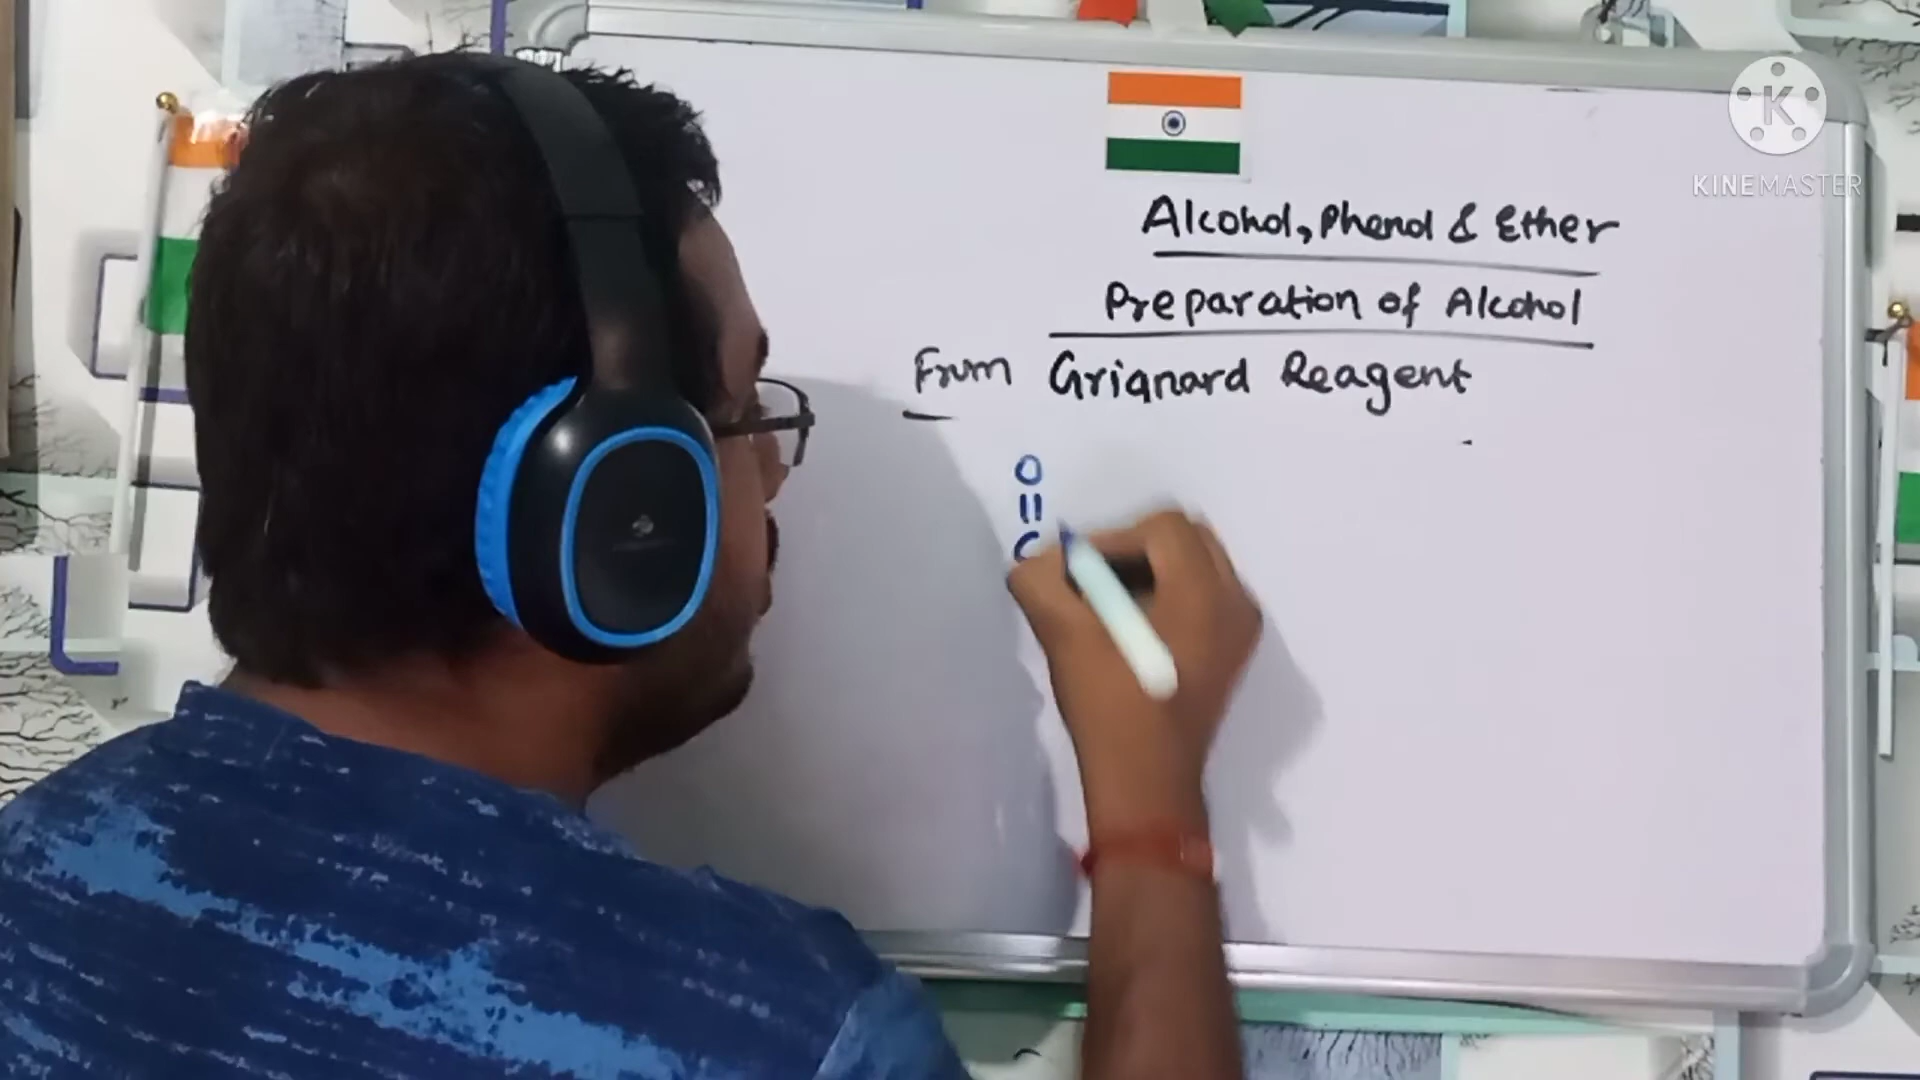 K
KINEMASTER
Alcohol, Phenol & Ether
Preparation of Alcohol
From Grignard Reagent
O
||
C